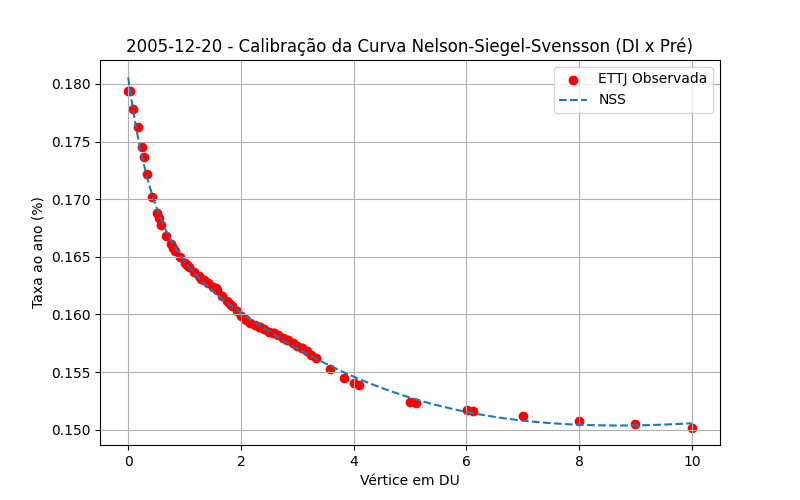 2005-12-20 - Calibração da Curva Nelson-Siegel-Svensson (DI x Pré)
ETTJ Observada
NSS
Taxa ao ano (%)
0.180
0.175
0.170
0.165
0.160
0.155
0.150
0 2 4 6 8 10
Vértice em DU